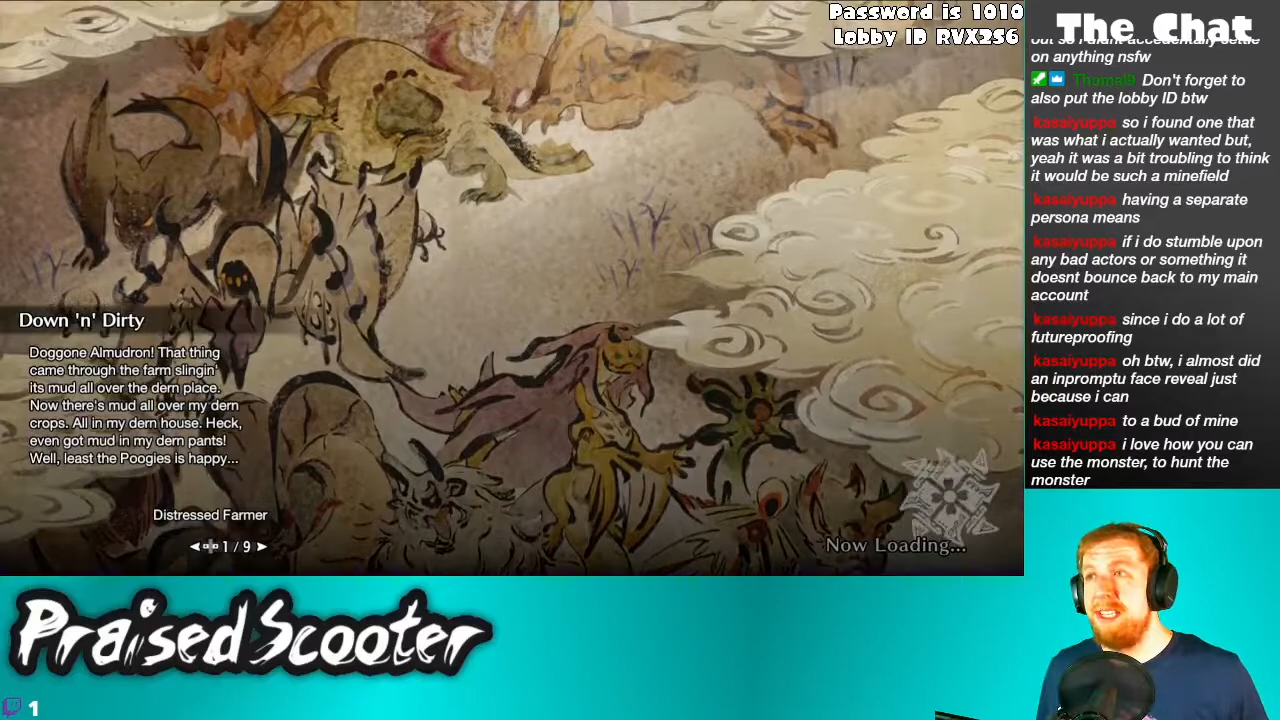 Password is 1010
Lobby ID RVX2S6
The Chat
on anything nsfw
Thomal9 Don't forget to
also put the lobby ID btw
kasaiyuppa so i found one that
was what i actually wanted but,
yeah it was a bit troubling to think
it would be such a minefield
kasaiyuppa having a separate
persona means
kasaiyuppa if i do stumble upon
any bad actors or something it
doesnt bounce back to my main
account
kasaiyuppa since i do a lot of
futureproofing
kasaiyuppa oh btw, i almost did
an inpromptu face reveal just
because i can
kasaiyuppa to a bud of mine
kasaiyuppa i love how you can
use the monster, to hunt the
monster
Down 'n' Dirty
Doggone Almudron! That thing
came through the farm slingin'
its mud all over the dern place.
Now there's mud all over my dern
crops. All in my dern house. Heck,
even got mud in my dern pants!
Well, least the Poogies is happy...
Distressed Farmer
1 / 9
Now Loading...
PraisedScooter
1